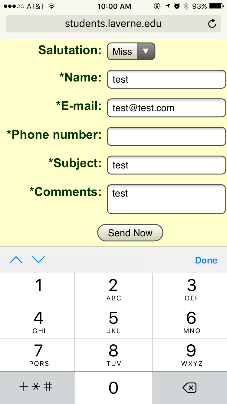 AT&T 10:00 AM 93%
students.laverne.edu
Salutation: Miss
*Name: test
*E-mail: test@test.com
*Phone number:
*Subject: test
*Comments: test
Send Now
Done
1 2 3
ABC DEF
4 5 6
GHI JKL MNO
7 8 9
PQRS TUV WXYZ
+*# 0